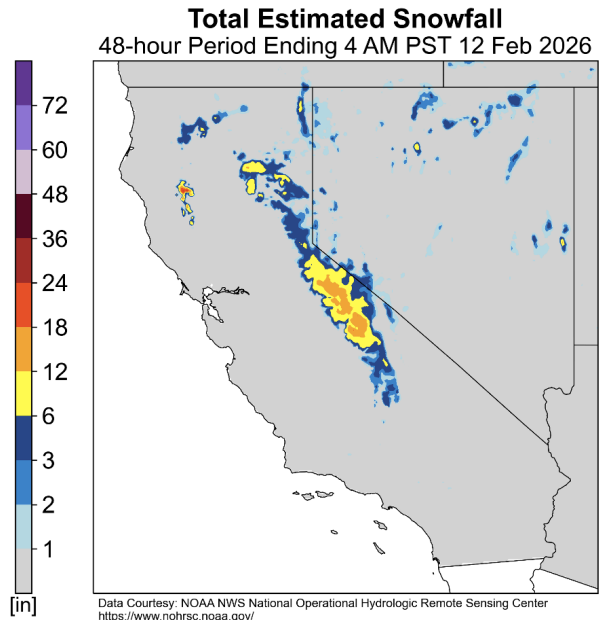 Total Estimated Snowfall
48-hour Period Ending 4 AM PST 12 Feb 2026
72
60
48
36
24
18
12
6
3
2
1
[in]
Data Courtesy: NOAA NWS National Operational Hydrologic Remote Sensing Center
https://www.nohrsc.noaa.gov/